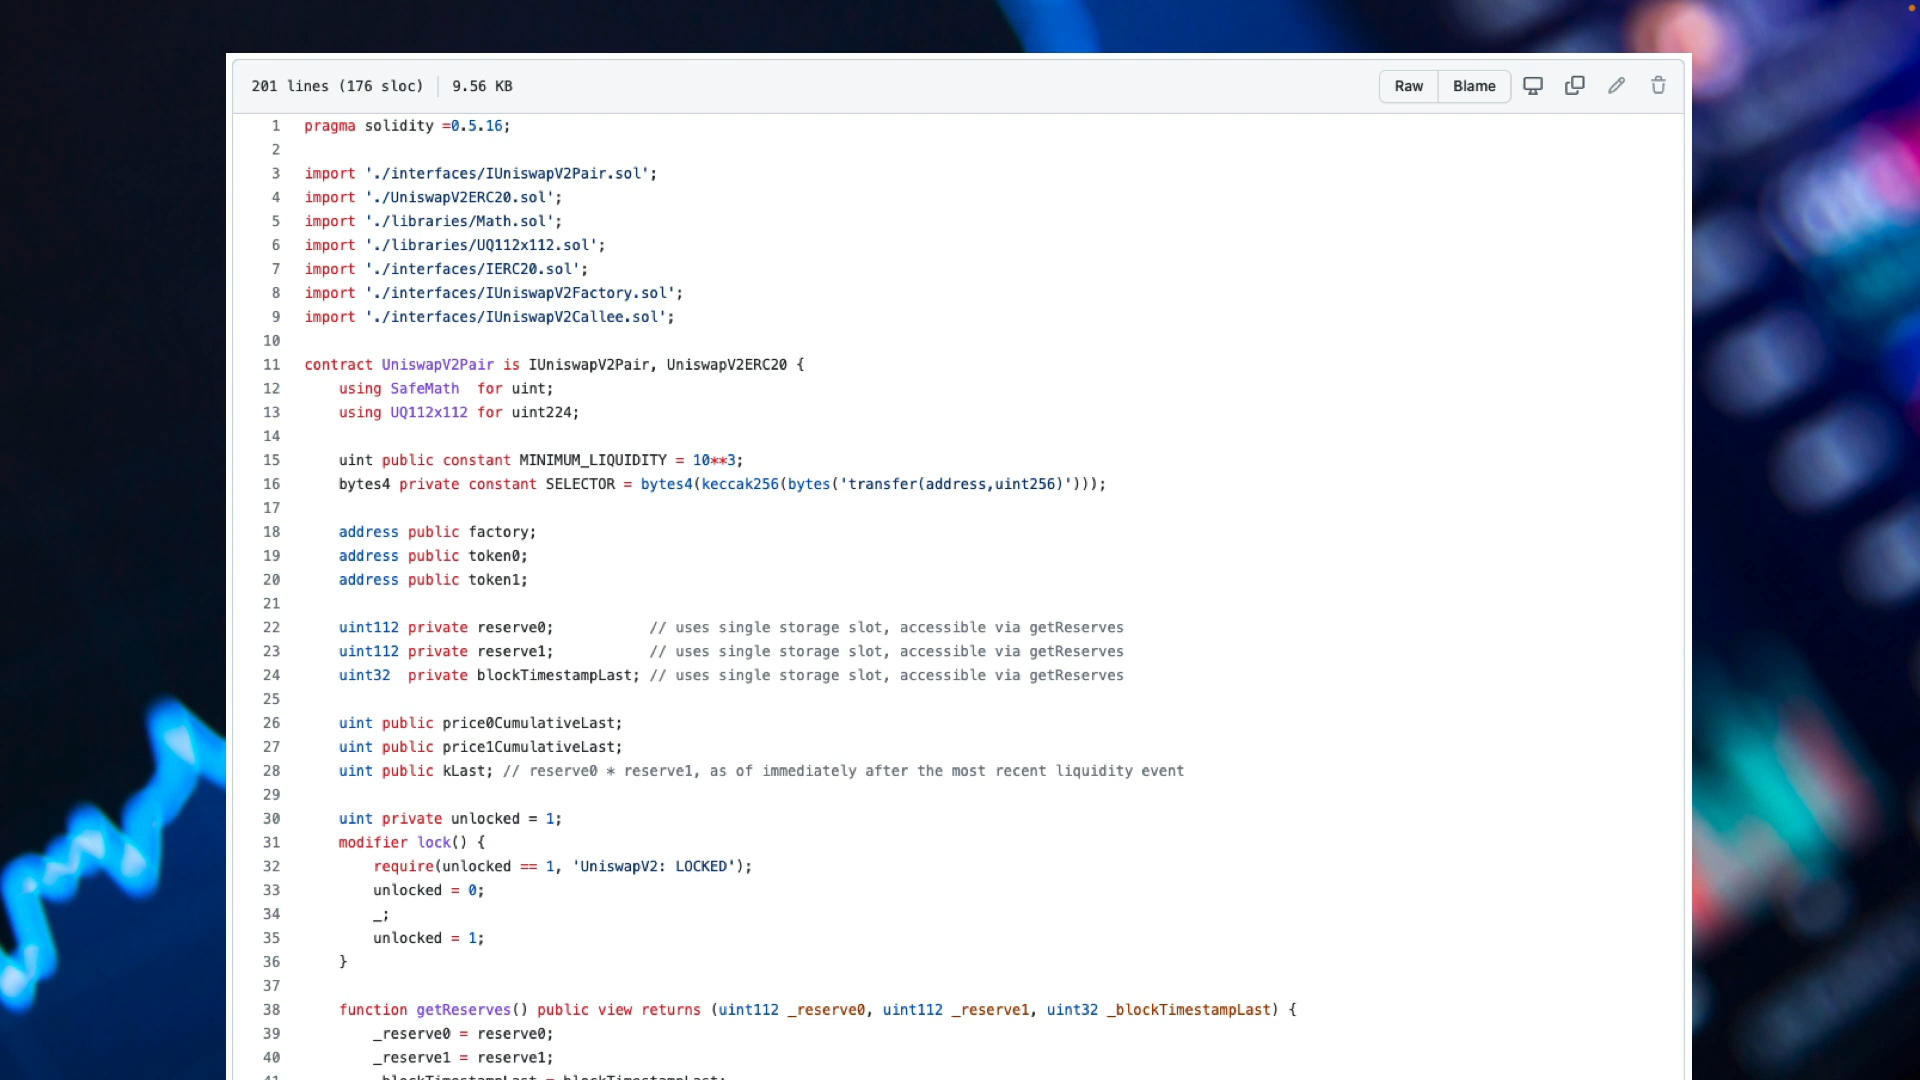 201 lines (176 sloc) 9.56 KB Raw Blame
1 pragma solidity =0.5.16;
2
3 import './interfaces/IUniswapV2Pair.sol';
4 import './UniswapV2ERC20.sol';
5 import './libraries/Math.sol';
6 import './libraries/UQ112x112.sol';
7 import './interfaces/IERC20.sol';
8 import './interfaces/IUniswapV2Factory.sol';
9 import './interfaces/IUniswapV2Callee.sol';
10
11 contract UniswapV2Pair is IUniswapV2Pair, UniswapV2ERC20 {
12 using SafeMath  for uint;
13 using UQ112x112 for uint224;
14
15 uint public constant MINIMUM_LIQUIDITY = 10**3;
16 bytes4 private constant SELECTOR = bytes4(keccak256(bytes('transfer(address,uint256)')));
17
18 address public factory;
19 address public token0;
20 address public token1;
21
22 uint112 private reserve0;           // uses single storage slot, accessible via getReserves
23 uint112 private reserve1;           // uses single storage slot, accessible via getReserves
24 uint32  private blockTimestampLast; // uses single storage slot, accessible via getReserves
25
26 uint public price0CumulativeLast;
27 uint public price1CumulativeLast;
28 uint public kLast; // reserve0 * reserve1, as of immediately after the most recent liquidity event
29
30 uint private unlocked = 1;
31 modifier lock() {
32 require(unlocked == 1, 'UniswapV2: LOCKED');
33 unlocked = 0;
34 _;
35 unlocked = 1;
36 }
37
38 function getReserves() public view returns (uint112 _reserve0, uint112 _reserve1, uint32 _blockTimestampLast) {
39 _reserve0 = reserve0;
40 _reserve1 = reserve1;
41 _blockTimestampLast = blockTimestampLast;